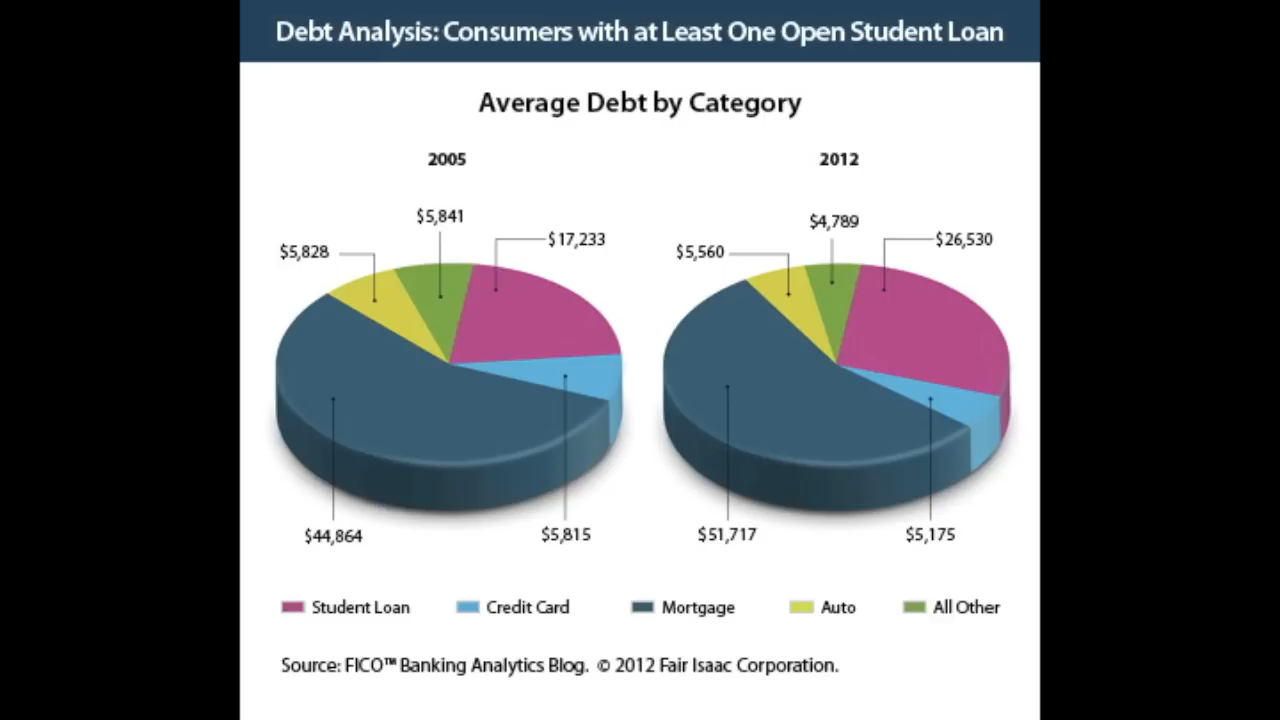 Debt Analysis: Consumers with at Least One Open Student Loan
Average Debt by Category
2005
2012
$5,841
$5,828
$17,233
$44,864
$5,815
$4,789
$5,560
$26,530
$51,717
$5,175
Student Loan
Credit Card
Mortgage
Auto
All Other
Source: FICO™ Banking Analytics Blog. © 2012 Fair Isaac Corporation.